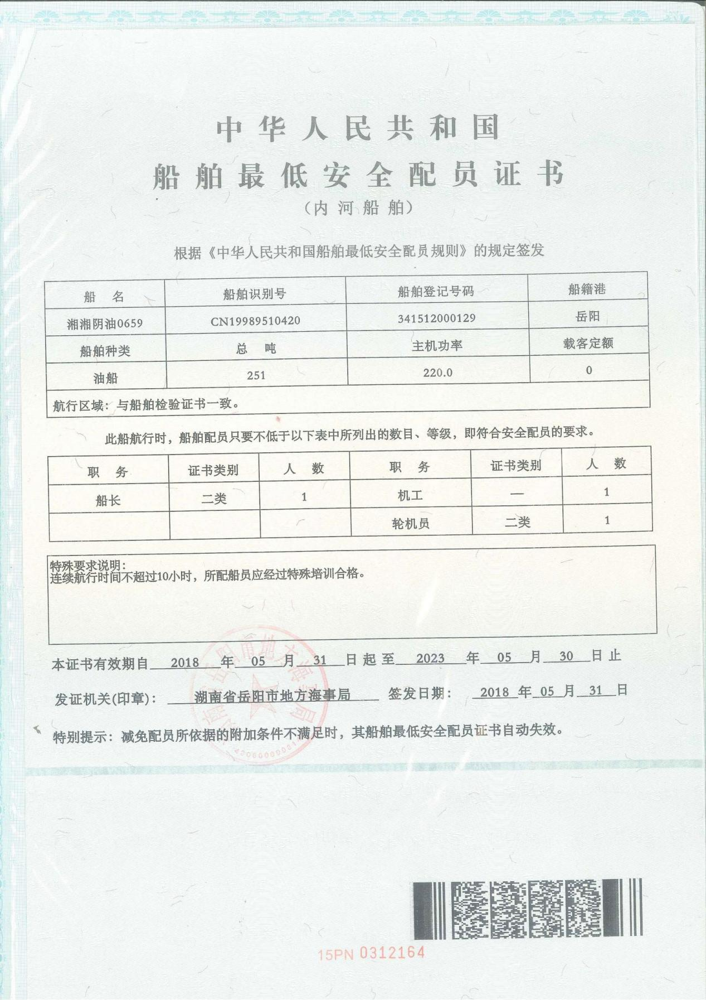 中华人民共和国
船舶最低安全配员证书
（内河船舶）
根据《中华人民共和国船舶最低安全配员规则》的规定签发
船 名 船舶识别号 船舶登记号码 船籍港
湘湘阴油0659 CN19989510420 341512000129 岳阳
船舶种类 总 吨 主机功率 载客定额
油船 251 220.0 0
航行区域：与船舶检验证书一致。
此船航行时，船舶配员只要不低于以下表中所列出的数目、等级，即符合安全配员的要求。
职 务 证书类别 人 数 职 务 证书类别 人 数
船长 二类 1 机工 — 1
轮机员 二类 1
特殊要求说明：
连续航行时间不超过10小时，所配船员应经过特殊培训合格。
本证书有效期自 2018 年 05 月 31 日起至 2023 年 05 月 30 日止
发证机关(印章)： 湖南省岳阳市地方海事局 签发日期： 2018 年 05 月 31 日
特别提示：减免配员所依据的附加条件不满足时，其船舶最低安全配员证书自动失效。
15PN 0312164